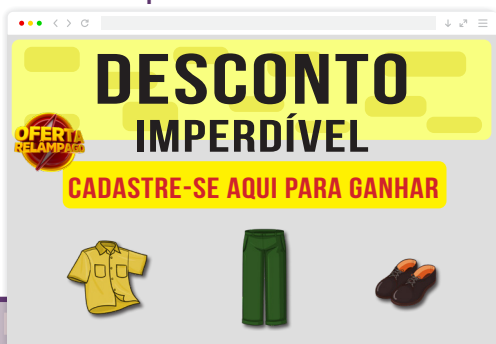 DESCONTO
IMPERDÍVEL
OFERTA
RELÂMPAGO
CADASTRE-SE AQUI PARA GANHAR